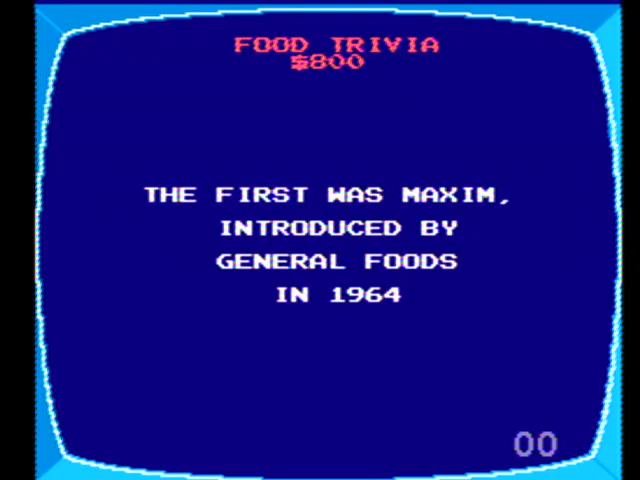 FOOD TRIVIA
$800
THE FIRST WAS MAXIM,
INTRODUCED BY
GENERAL FOODS
IN 1964
00